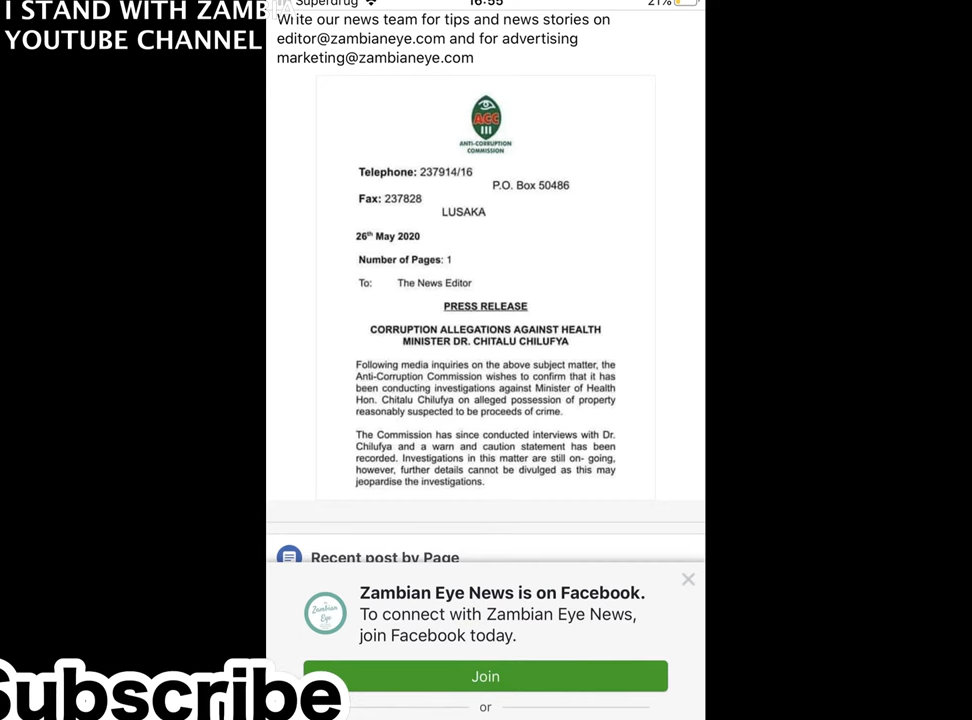 I STAND WITH ZAMBIA
YOUTUBE CHANNEL
Superdrug
16:55
21%
Write our news team for tips and news stories on
editor@zambianeye.com and for advertising
marketing@zambianeye.com
ACC
ANTI-CORRUPTION
COMMISSION
Telephone: 237914/16
P.O. Box 50486
Fax: 237828
LUSAKA
26th May 2020
Number of Pages: 1
To: The News Editor
PRESS RELEASE
CORRUPTION ALLEGATIONS AGAINST HEALTH
MINISTER DR. CHITALU CHILUFYA
Following media inquiries on the above subject matter, the
Anti-Corruption Commission wishes to confirm that it has
been conducting investigations against Minister of Health
Hon. Chitalu Chilufya on alleged possession of property
reasonably suspected to be proceeds of crime.
The Commission has since conducted interviews with Dr.
Chilufya and a warn and caution statement has been
recorded. Investigations in this matter are still on- going,
however, further details cannot be divulged as this may
jeopardise the investigations.
Recent post by Page
Zambian Eye News is on Facebook.
To connect with Zambian Eye News,
join Facebook today.
Zambian
Eye
Join
or
Subscribe